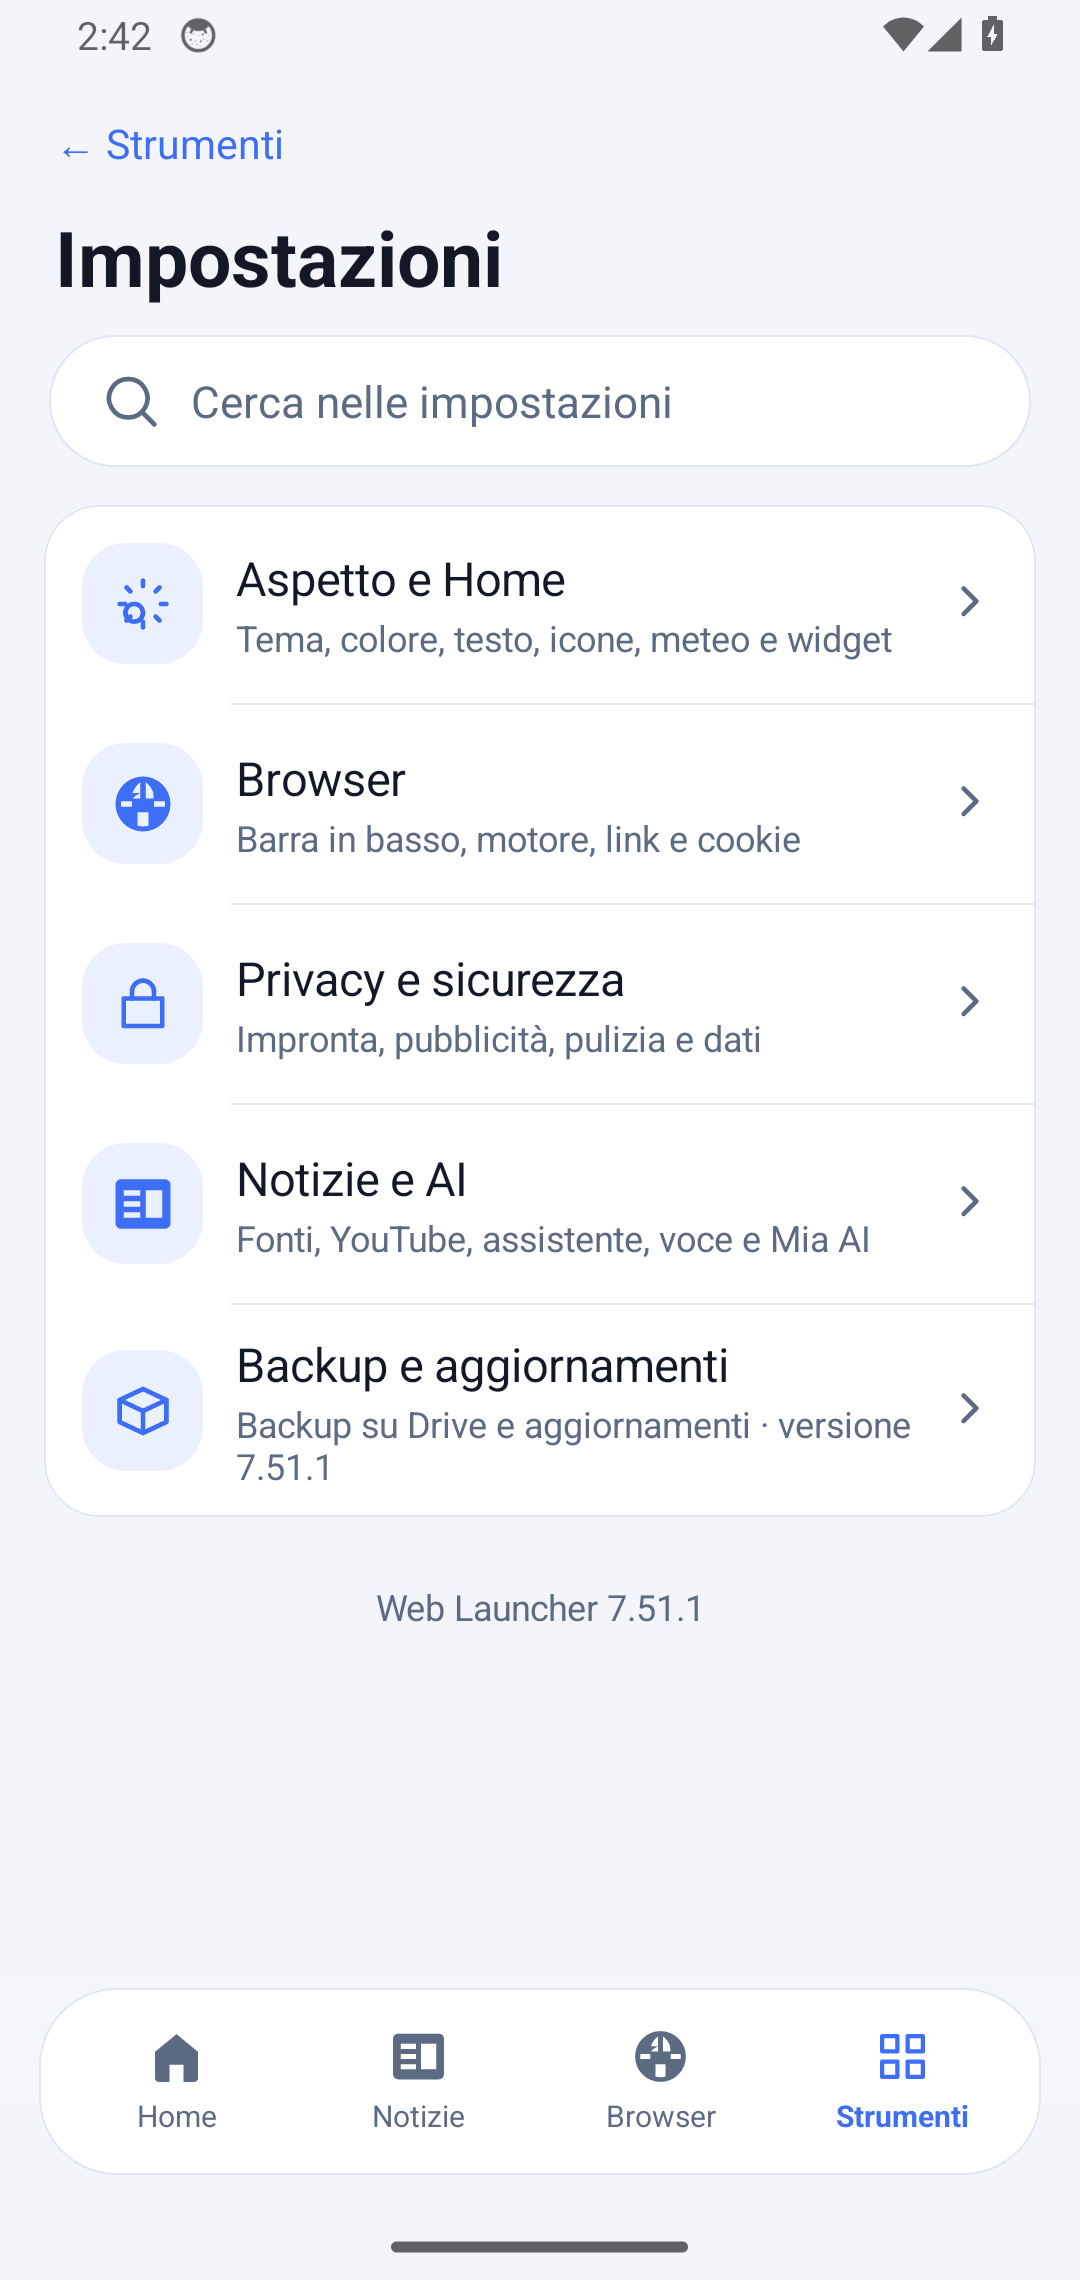 2:42
← Strumenti
Impostazioni
Cerca nelle impostazioni
Aspetto e Home
Tema, colore, testo, icone, meteo e widget
Browser
Barra in basso, motore, link e cookie
Privacy e sicurezza
Impronta, pubblicità, pulizia e dati
Notizie e AI
Fonti, YouTube, assistente, voce e Mia AI
Backup e aggiornamenti
Backup su Drive e aggiornamenti · versione
7.51.1
Web Launcher 7.51.1
Home
Notizie
Browser
Strumenti